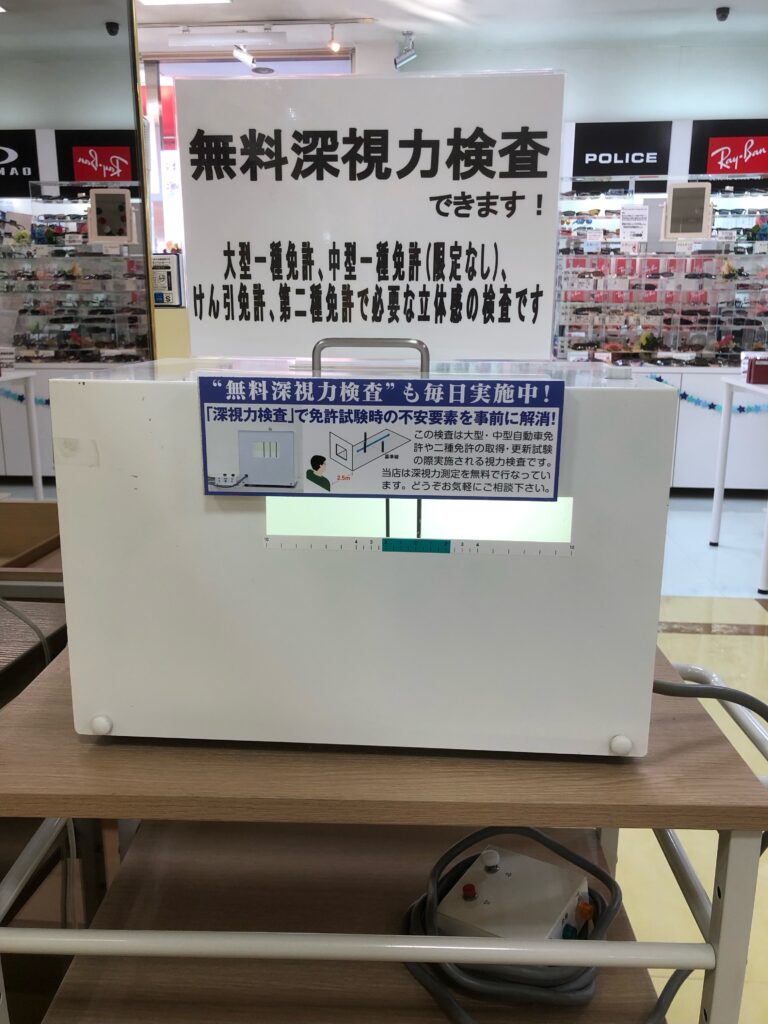 無料深視力検査
できます！
大型一種免許、中型一種免許(限定なし)、
けん引免許、第二種免許で必要な立体感の検査です
POLICE
Ray-Ban
"無料深視力検査"も毎日実施中！
「深視力検査」で免許試験時の不安要素を事前に解消!
この検査は大型・中型自動車免
許や二種免許の取得・更新試験
の際実施される視力検査です。
当店は深視力測定を無料で行なってい
ます。どうぞお気軽にご相談下さい。
2.5m